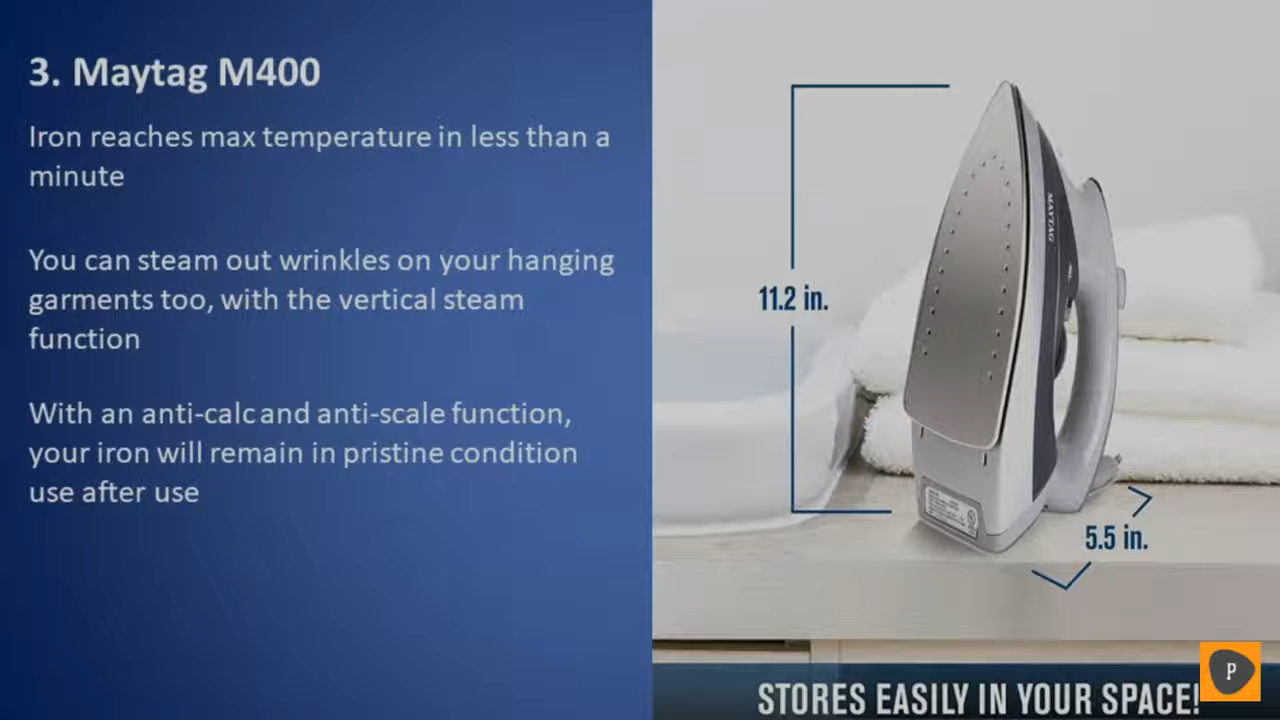 3. Maytag M400
Iron reaches max temperature in less than a
minute
You can steam out wrinkles on your hanging
garments too, with the vertical steam
function
With an anti-calc and anti-scale function,
your iron will remain in pristine condition
use after use
11.2 in.
MAYTAG
5.5 in.
STORES EASILY IN YOUR SPACE!
P